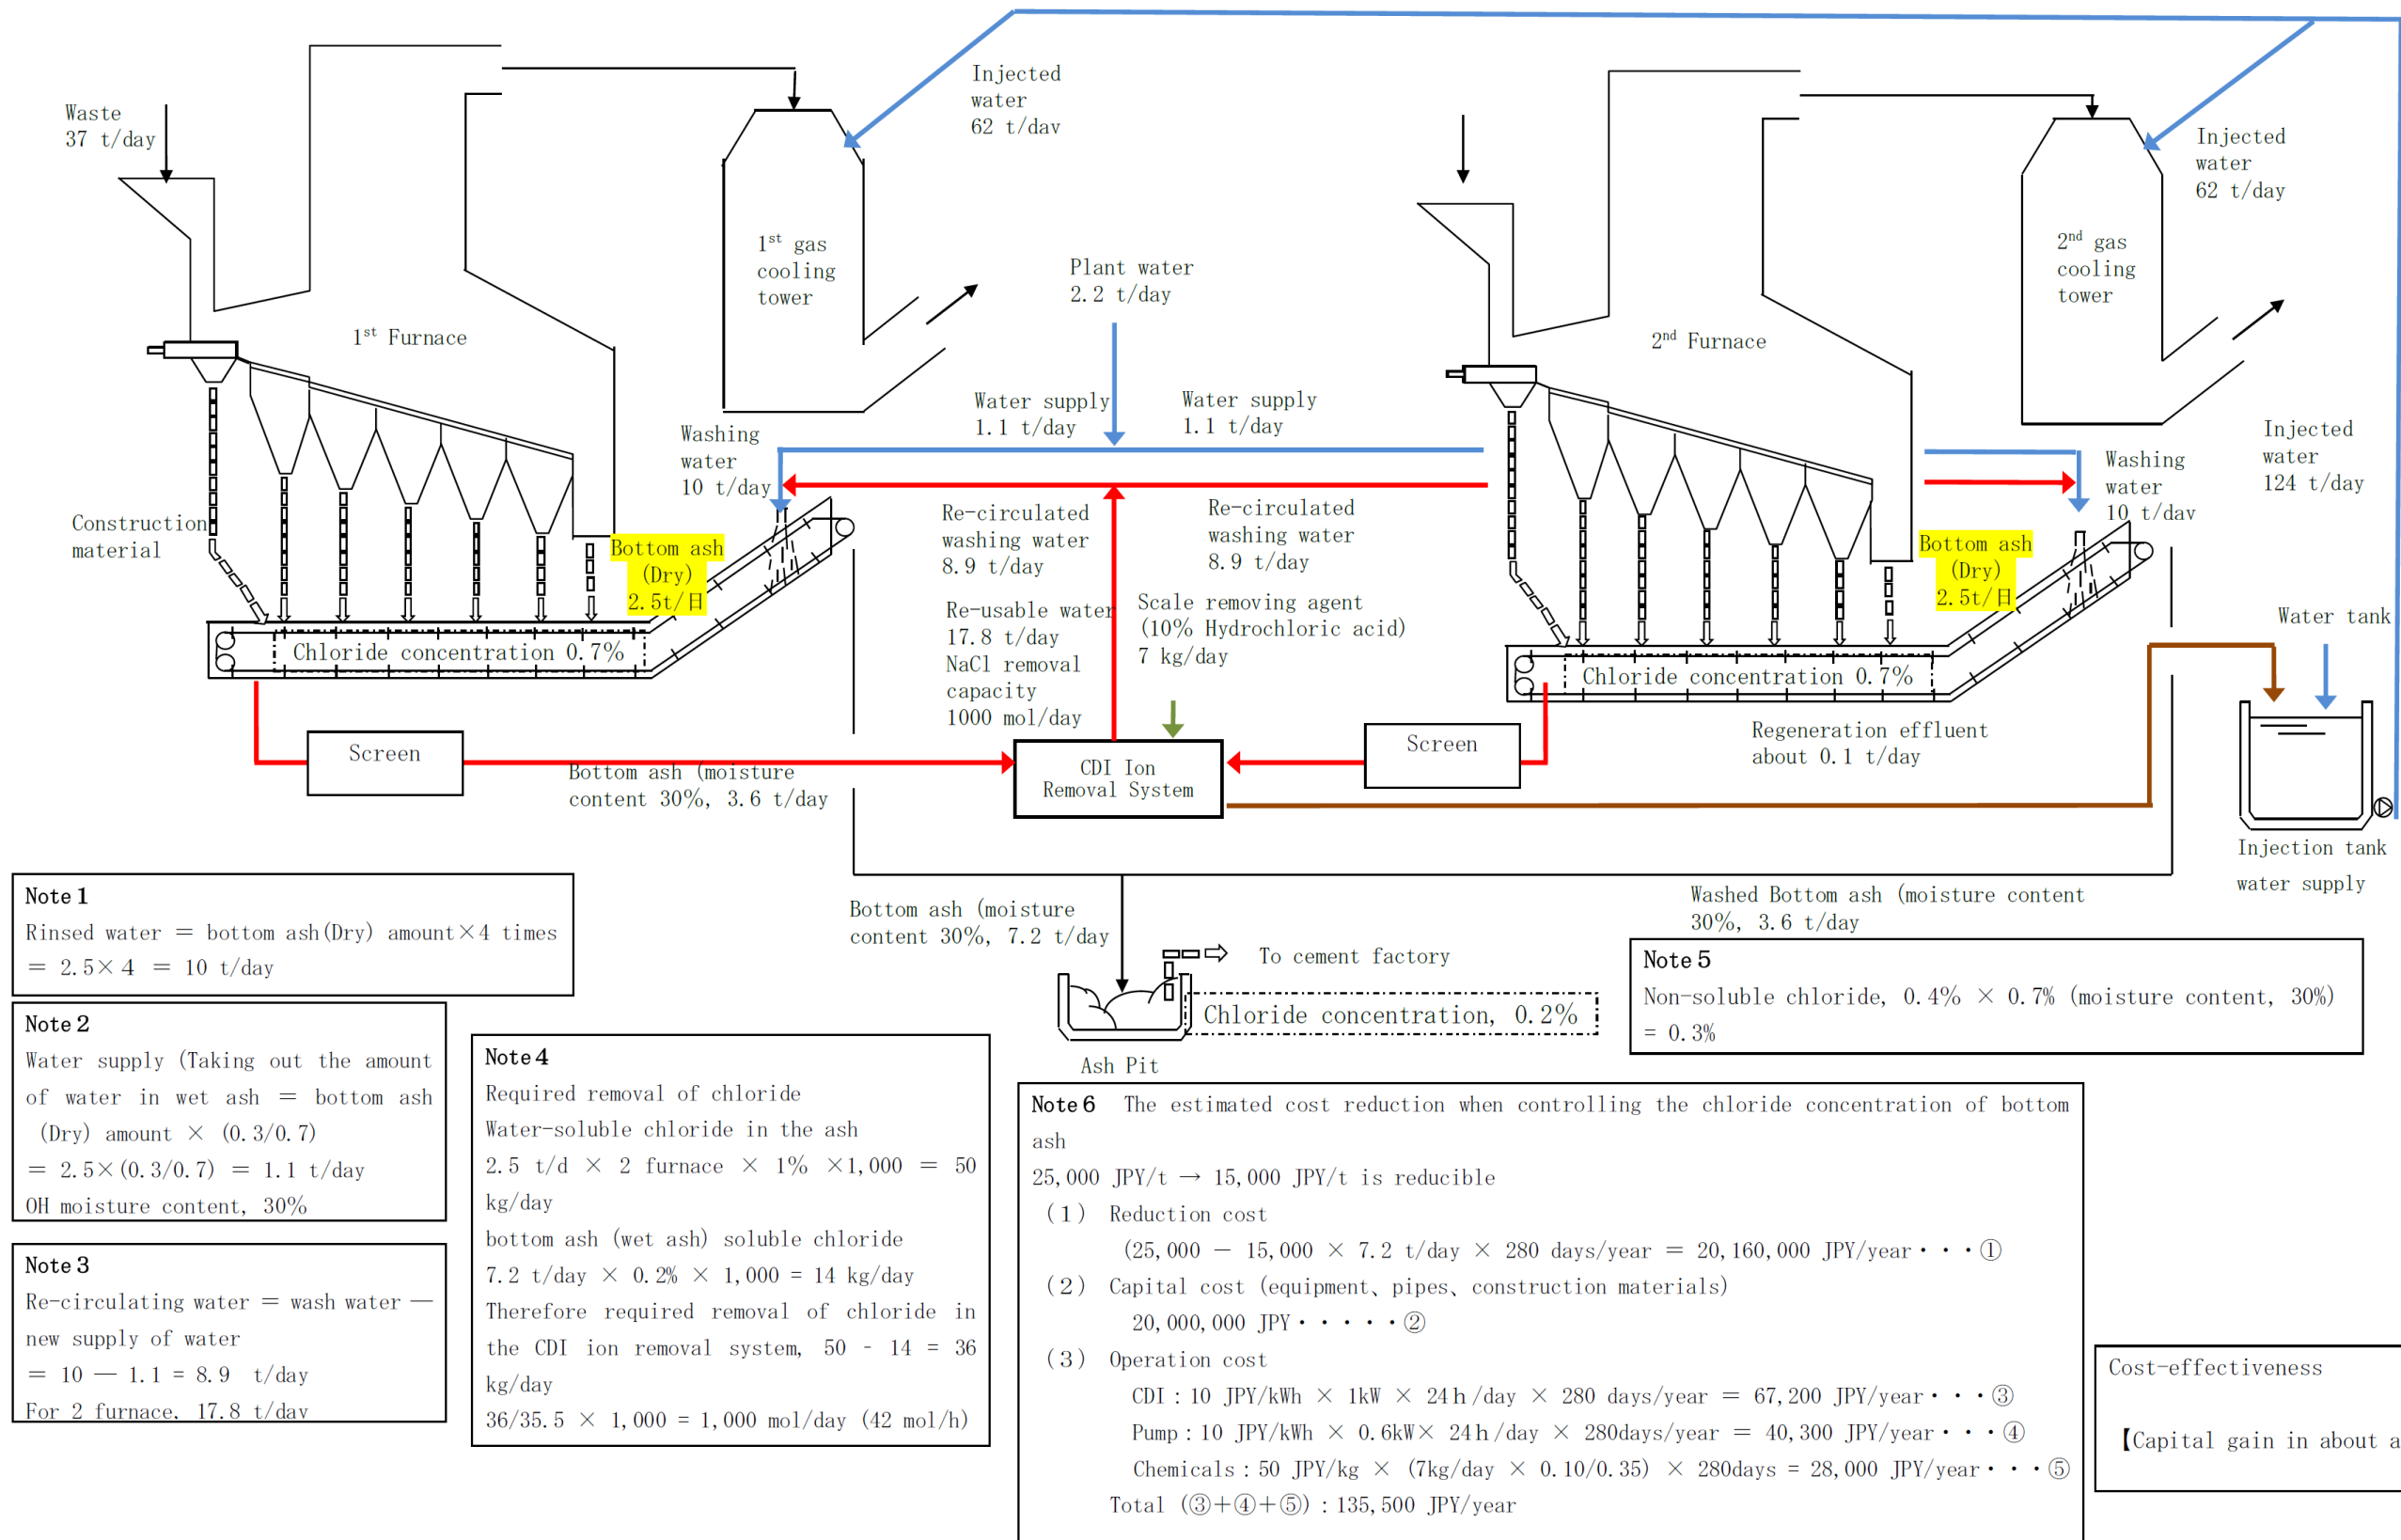 Injected
water
62 t/dav
Waste
37 t/day
Injected
water
62 t/day
1st gas
cooling
tower
2nd gas
cooling
tower
Plant water
2.2 t/day
1st Furnace
2nd Furnace
Water supply
1.1 t/day
Water supply
1.1 t/day
Washing
water
10 t/day
Injected
water
124 t/day
Washing
water
10 t/dav
Construction
material
Re-circulated
washing water
8.9 t/day
Re-circulated
washing water
8.9 t/day
Bottom ash
(Dry)
2.5t/日
Bottom ash
(Dry)
2.5t/日
Re-usable water
17.8 t/day
NaCl removal
capacity
1000 mol/day
Scale removing agent
(10% Hydrochloric acid)
7 kg/day
Water tank
Chloride concentration 0.7%
Chloride concentration 0.7%
Screen
Screen
Regeneration effluent
about 0.1 t/day
Bottom ash (moisture
content 30%, 3.6 t/day
CDI Ion
Removal System
Injection tank
water supply
Note1
Rinsed water = bottom ash(Dry) amount×4 times
= 2.5×4 = 10 t/day
Bottom ash (moisture
content 30%, 7.2 t/day
Washed Bottom ash (moisture content
30%, 3.6 t/day
To cement factory
Chloride concentration, 0.2%
Ash Pit
Note5
Non-soluble chloride, 0.4% × 0.7% (moisture content, 30%)
= 0.3%
Note2
Water supply (Taking out the amount
of water in wet ash = bottom ash
(Dry) amount × (0.3/0.7)
= 2.5×(0.3/0.7) = 1.1 t/day
OH moisture content, 30%
Note3
Re-circulating water = wash water —
new supply of water
= 10 — 1.1 = 8.9 t/day
For 2 furnace, 17.8 t/day
Note4
Required removal of chloride
Water-soluble chloride in the ash
2.5 t/d × 2 furnace × 1% ×1,000 = 50
kg/day
bottom ash (wet ash) soluble chloride
7.2 t/day × 0.2% × 1,000 = 14 kg/day
Therefore required removal of chloride in
the CDI ion removal system, 50 - 14 = 36
kg/day
36/35.5 × 1,000 = 1,000 mol/day (42 mol/h)
Note6 The estimated cost reduction when controlling the chloride concentration of bottom
ash
25,000 JPY/t → 15,000 JPY/t is reducible
(1) Reduction cost
(25,000 — 15,000 × 7.2 t/day × 280 days/year = 20,160,000 JPY/year・・・①
(2) Capital cost (equipment、pipes、construction materials)
20,000,000 JPY・・・・・②
(3) Operation cost
CDI：10 JPY/kWh × 1kW × 24h/day × 280 days/year = 67,200 JPY/year・・・③
Pump：10 JPY/kWh × 0.6kW× 24h/day × 280days/year = 40,300 JPY/year・・・④
Chemicals：50 JPY/kg × (7kg/day × 0.10/0.35) × 280days = 28,000 JPY/year・・・⑤
Total (③＋④＋⑤)：135,500 JPY/year
Cost-effectiveness
【Capital gain in about a